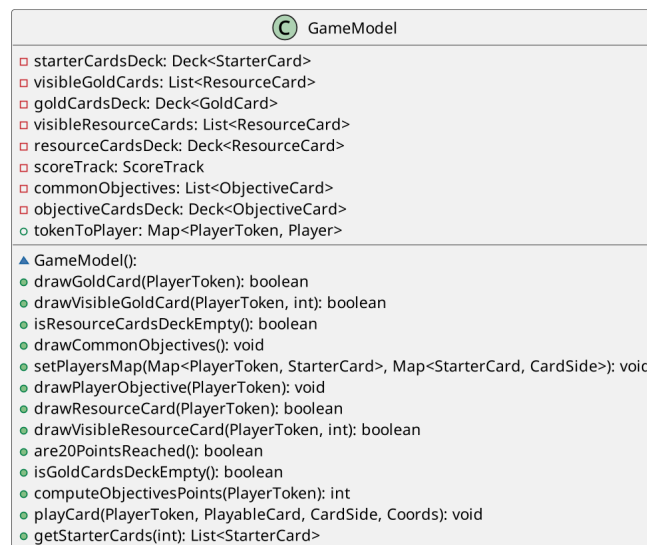 C GameModel
starterCardsDeck: Deck<StarterCard>
visibleGoldCards: List<ResourceCard>
goldCardsDeck: Deck<GoldCard>
visibleResourceCards: List<ResourceCard>
resourceCardsDeck: Deck<ResourceCard>
scoreTrack: ScoreTrack
commonObjectives: List<ObjectiveCard>
objectiveCardsDeck: Deck<ObjectiveCard>
tokenToPlayer: Map<PlayerToken, Player>
GameModel():
drawGoldCard(PlayerToken): boolean
drawVisibleGoldCard(PlayerToken, int): boolean
isResourceCardsDeckEmpty(): boolean
drawCommonObjectives(): void
setPlayersMap(Map<PlayerToken, StarterCard>, Map<StarterCard, CardSide>): void
drawPlayerObjective(PlayerToken): void
drawResourceCard(PlayerToken): boolean
drawVisibleResourceCard(PlayerToken, int): boolean
are20PointsReached(): boolean
isGoldCardsDeckEmpty(): boolean
computeObjectivesPoints(PlayerToken): int
playCard(PlayerToken, PlayableCard, CardSide, Coords): void
getStarterCards(int): List<StarterCard>